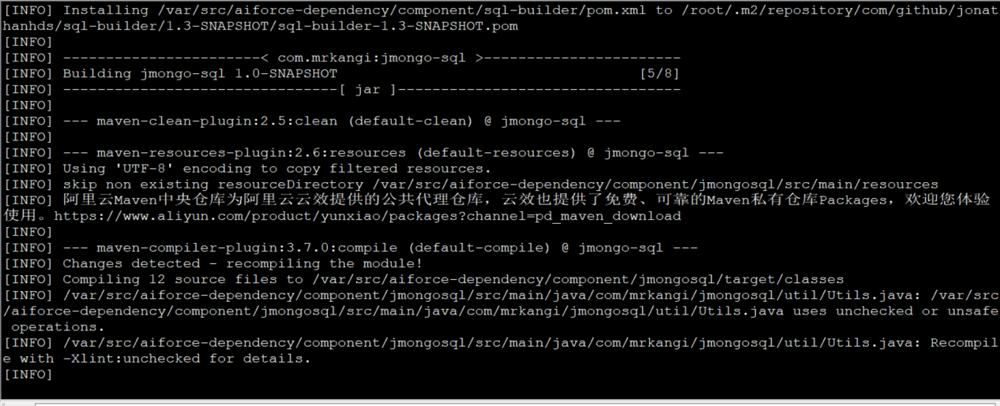 [INFO] Installing /var/src/aiforce-dependency/component/sql-builder/pom.xml to /root/.m2/repository/com/github/jonat
hanhds/sql-builder/1.3-SNAPSHOT/sql-builder-1.3-SNAPSHOT.pom
[INFO]
[INFO] -----------------------< com.mrkangi:jmongo-sql >-----------------------
[INFO] Building jmongo-sql 1.0-SNAPSHOT                                   [5/8]
[INFO] --------------------------------[ jar ]---------------------------------
[INFO]
[INFO] --- maven-clean-plugin:2.5:clean (default-clean) @ jmongo-sql ---
[INFO]
[INFO] --- maven-resources-plugin:2.6:resources (default-resources) @ jmongo-sql ---
[INFO] Using 'UTF-8' encoding to copy filtered resources.
[INFO] skip non existing resourceDirectory /var/src/aiforce-dependency/component/jmongosql/src/main/resources
[INFO] 阿里云Maven中央仓库为阿里云云效提供的公共代理仓库，云效也提供了免费、可靠的Maven私有仓库Packages，欢迎您体验
使用。https://www.aliyun.com/product/yunxiao/packages?channel=pd_maven_download
[INFO]
[INFO] --- maven-compiler-plugin:3.7.0:compile (default-compile) @ jmongo-sql ---
[INFO] Changes detected - recompiling the module!
[INFO] Compiling 12 source files to /var/src/aiforce-dependency/component/jmongosql/target/classes
[INFO] /var/src/aiforce-dependency/component/jmongosql/src/main/java/com/mrkangi/jmongosql/util/Utils.java: /var/src
/aiforce-dependency/component/jmongosql/src/main/java/com/mrkangi/jmongosql/util/Utils.java uses unchecked or unsafe
 operations.
[INFO] /var/src/aiforce-dependency/component/jmongosql/src/main/java/com/mrkangi/jmongosql/util/Utils.java: Recompil
e with -Xlint:unchecked for details.
[INFO]